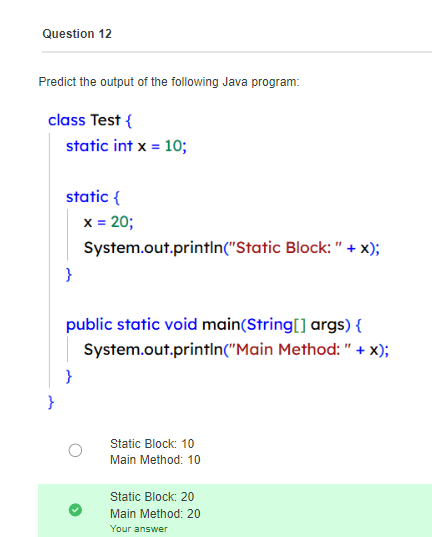 Question 12
Predict the output of the following Java program:
class Test {
static int x = 10;
static {
x = 20;
System.out.println("Static Block: " + x);
}
public static void main(String[] args) {
System.out.println("Main Method: " + x);
}
}
Static Block: 10
Main Method: 10
Static Block: 20
Main Method: 20
Your answer